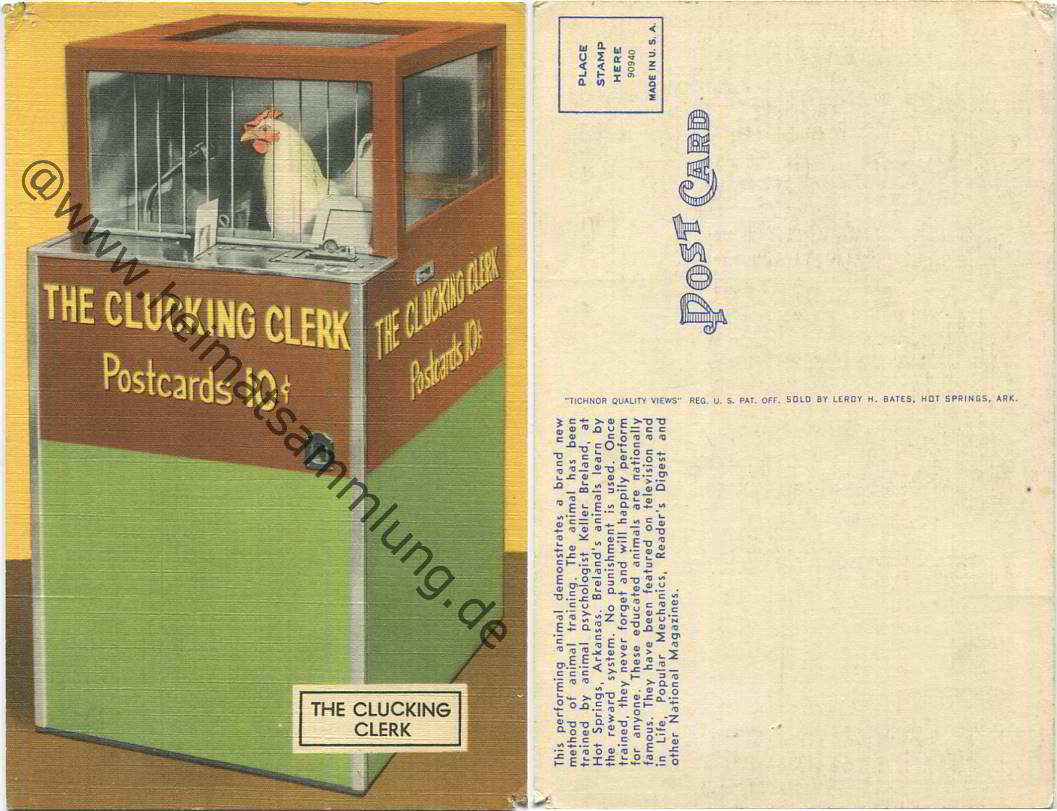 THE CLUCKING CLERK
Postcards 10¢
THE CLUCKING CLERK
Postcards 10¢
THE CLUCKING
CLERK
@www.heimatsammlung.de
PLACE
STAMP
HERE
90940
MADE IN U. S. A.
POST CARD
"TICHNOR QUALITY VIEWS" REG. U. S. PAT. OFF. SOLD BY LEROY H. BATES, HOT SPRINGS, ARK.
This performing animal demonstrates a brand new
method of animal training. The animal has been
trained by animal psychologist Keller Breland, at
Hot Springs, Arkansas. Breland's animals learn by
the reward system. No punishment is used. Once
trained, they never forget and will happily perform
for anyone. These educated animals are nationally
famous. They have been featured on television and
in Life, Popular Mechanics, Reader's Digest and
other National Magazines.